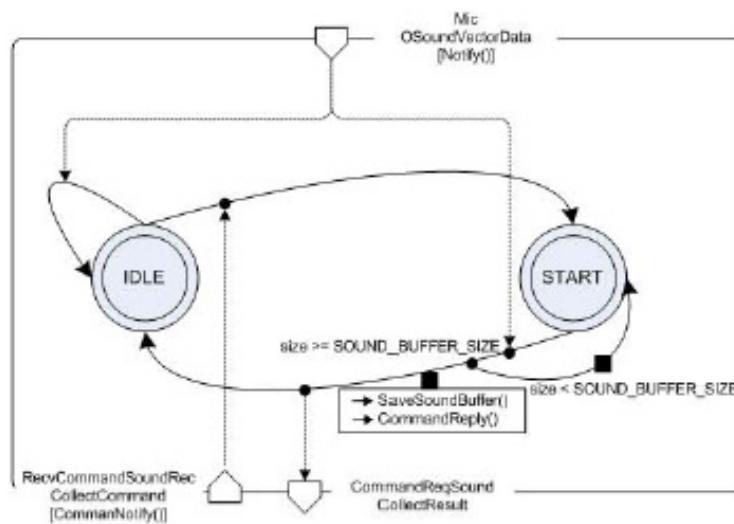 Mic
OSoundVectorData
[Notify()]
IDLE
START
size >= SOUND_BUFFER_SIZE
size < SOUND_BUFFER_SIZE
SaveSoundBuffer()
CommandReply()
RecvCommandSoundRec
CollectCommand
[CommanNotify()]
CommandReqSound
CollectResult